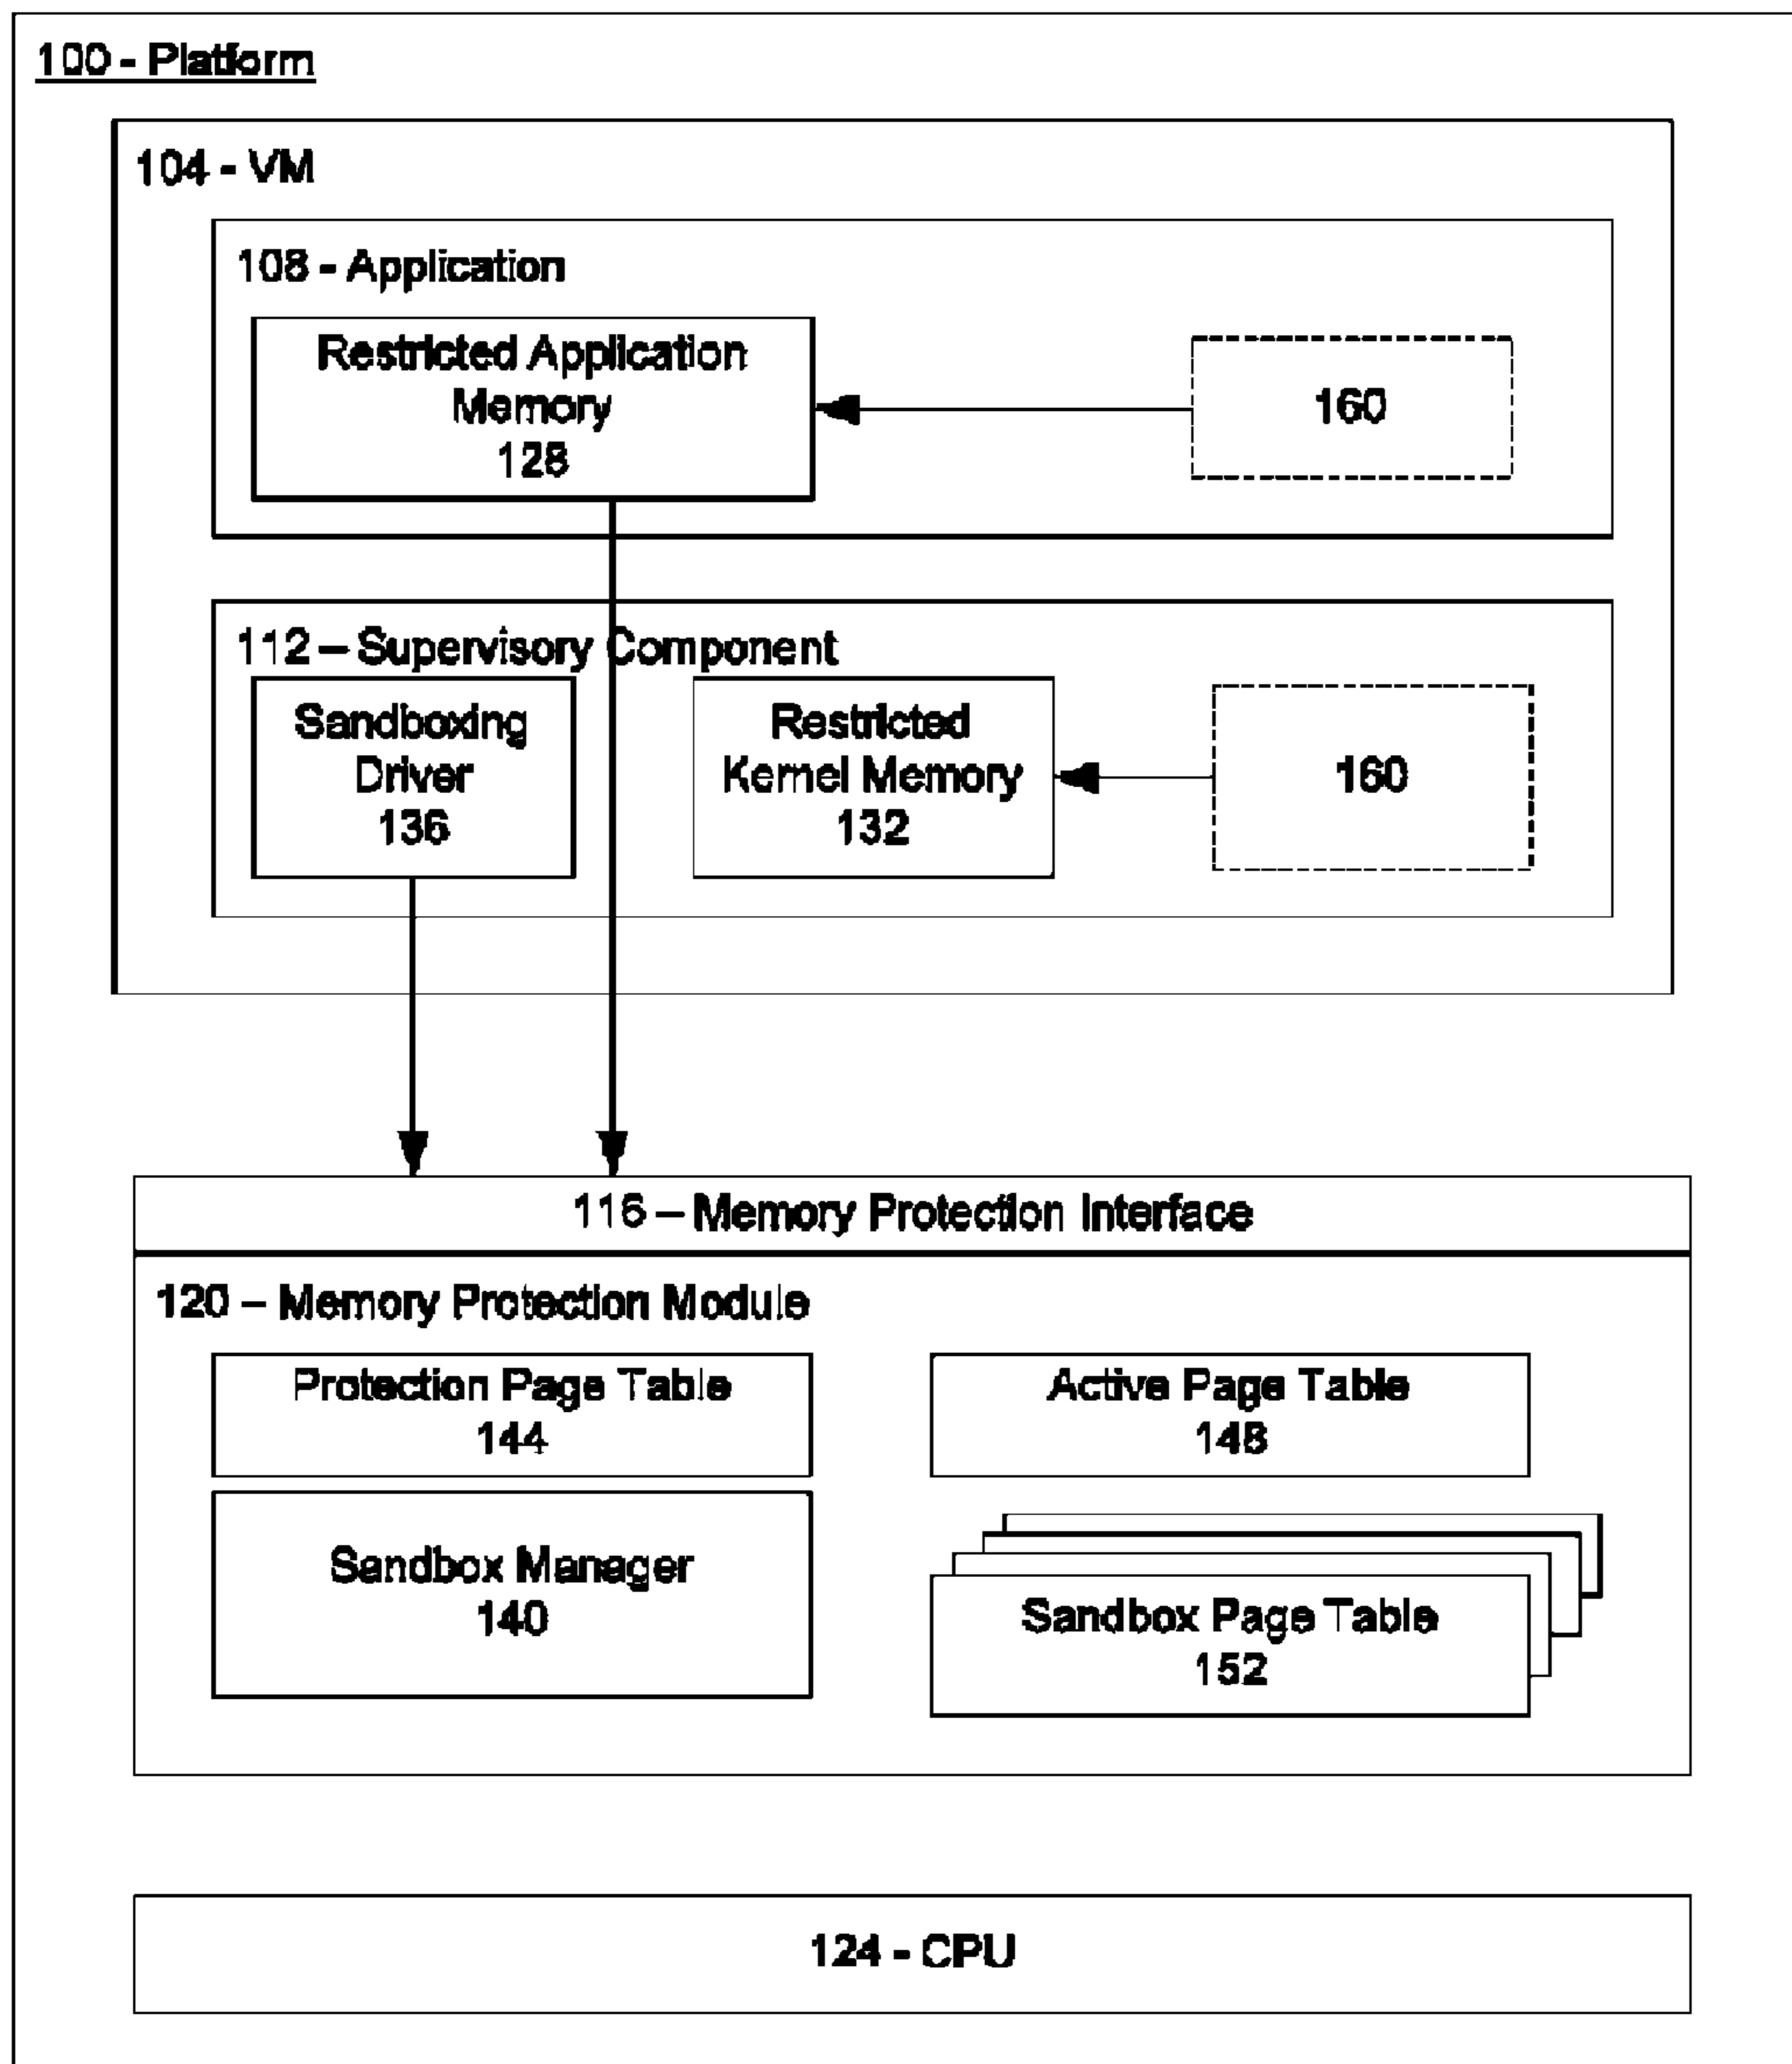 100 - Platform
104 - VM
108 - Application
Restricted Application
Memory
128
160
112 – Supervisory Component
Sandboxing
Driver
136
Restricted
Kernel Memory
132
160
116 – Memory Protection Interface
120 – Memory Protection Module
Protection Page Table
144
Active Page Table
148
Sandbox Manager
140
Sandbox Page Table
152
124 - CPU